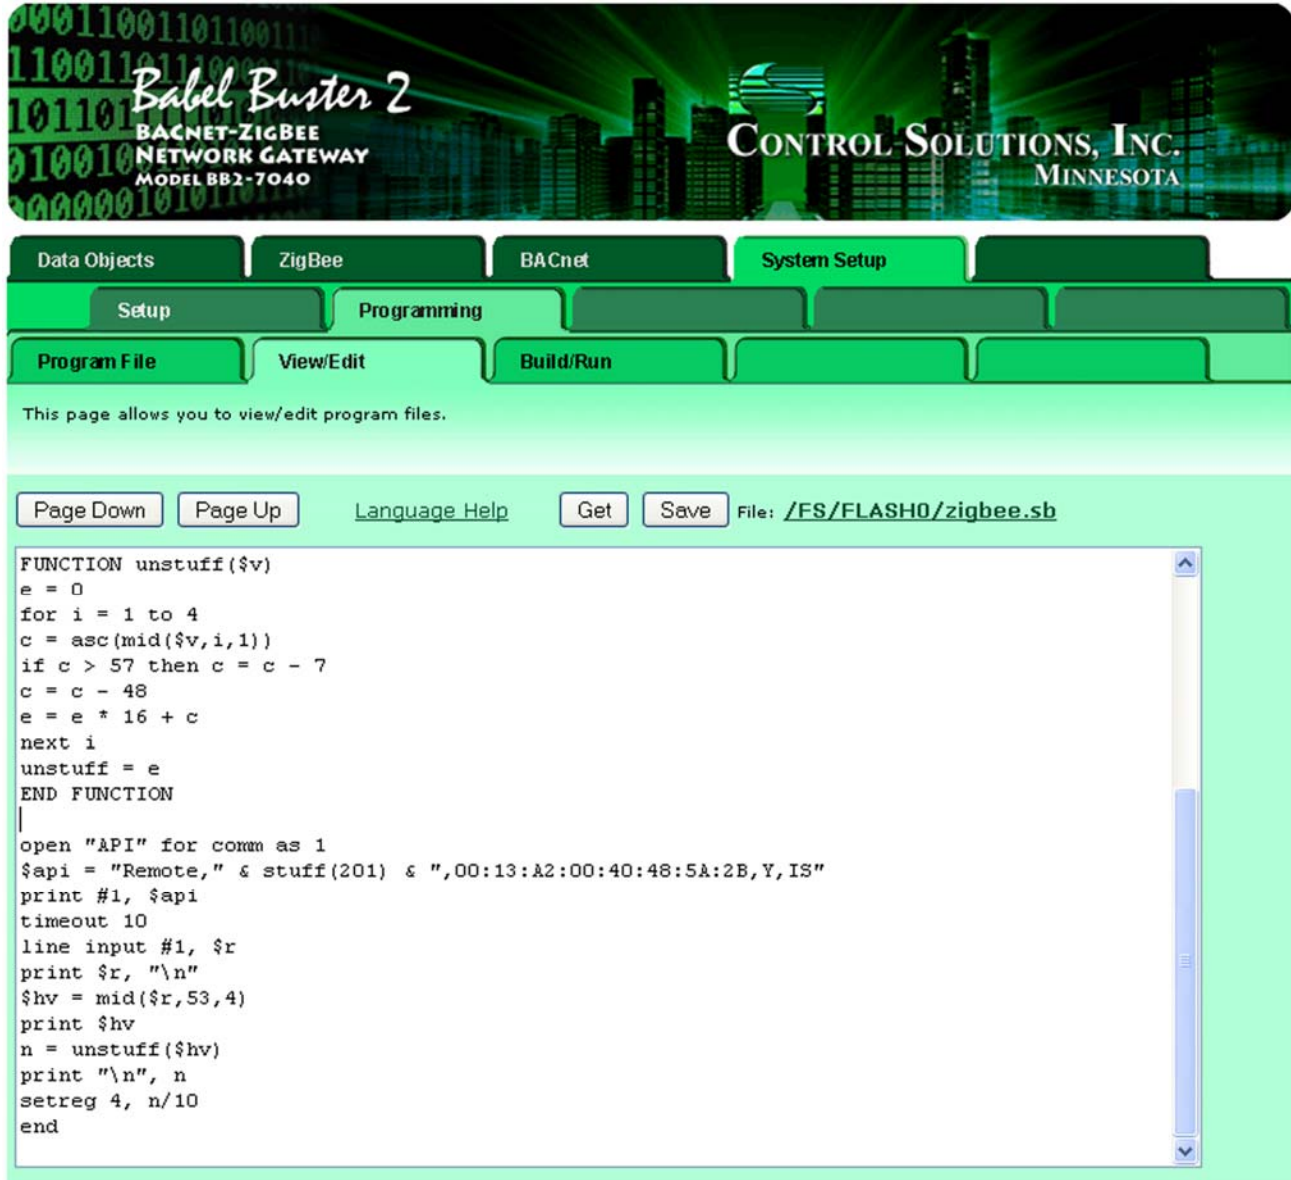 0001100110110011
110011011100
Babel Buster 2
BACNET-ZIGBEE
NETWORK GATEWAY
MODEL BB2-7040
CONTROL SOLUTIONS, INC.
MINNESOTA
Data Objects ZigBee BACnet System Setup
Setup Programming
Program File View/Edit Build/Run
This page allows you to view/edit program files.
Page Down Page Up Language Help Get Save File: /FS/FLASH0/zigbee.sb
FUNCTION unstuff($v)
e = 0
for i = 1 to 4
c = asc(mid($v,i,1))
if c > 57 then c = c - 7
c = c - 48
e = e * 16 + c
next i
unstuff = e
END FUNCTION
open "API" for comm as 1
$api = "Remote," & stuff(201) & ",00:13:A2:00:40:48:5A:2B,Y,IS"
print #1, $api
timeout 10
line input #1, $r
print $r, "\n"
$hv = mid($r,53,4)
print $hv
n = unstuff($hv)
print "\n", n
setreg 4, n/10
end